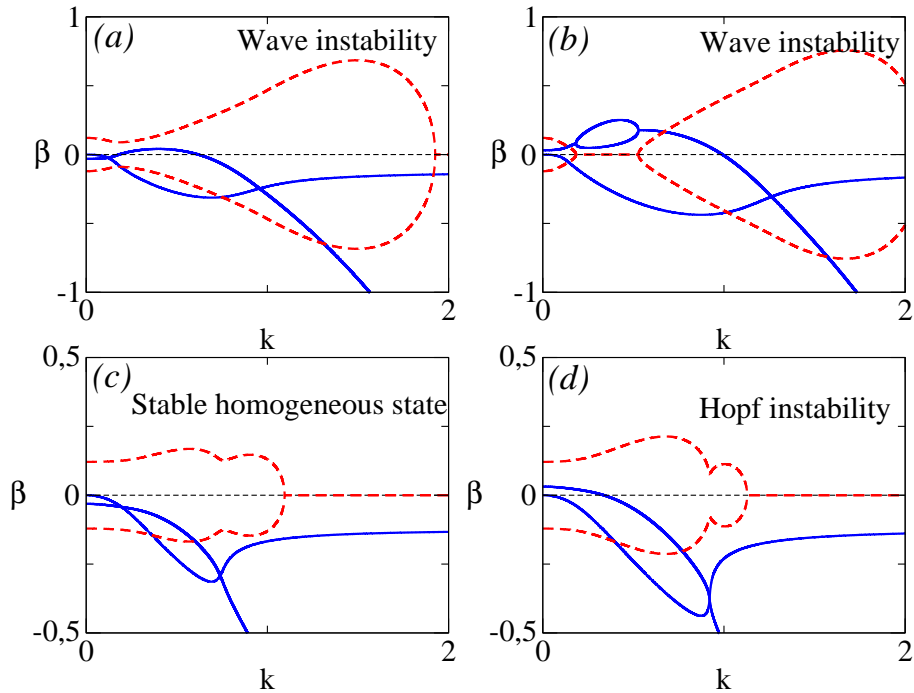 1
(a)
Wave instability
(b)
Wave instability
β
0
-1
0
k
2
1
β
0
-1
0
k
2
0,5
(c)
Stable homogeneous state
β
0
-0,5
0
k
2
0,5
(d)
Hopf instability
β
0
-0,5
0
k
2